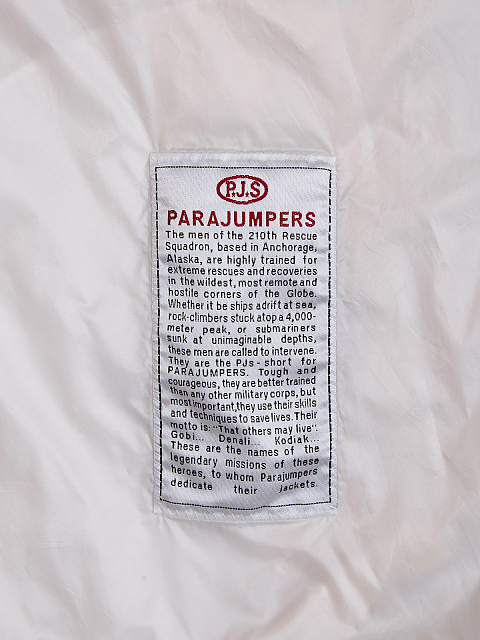 P.J.S
PARAJUMPERS
The men of the 210th Rescue
Squadron, based in Anchorage,
Alaska, are highly trained for
extreme rescues and recoveries
in the wildest, most remote and
hostile corners of the Globe.
Whether it be ships adrift at sea,
rock-climbers stuck atop a 4,000-
meter peak, or submariners
sunk at unimaginable depths,
these men are called to intervene.
They are the PJs - short for
PARAJUMPERS. Tough and
courageous, they are better trained
than any other military corps, but
most important, they use their skills
and techniques to save lives. Their
motto is: "That others may live".
Gobi... Denali... Kodiak...
These are the names of the
legendary missions of these
heroes, to whom Parajumpers
dedicate their jackets.